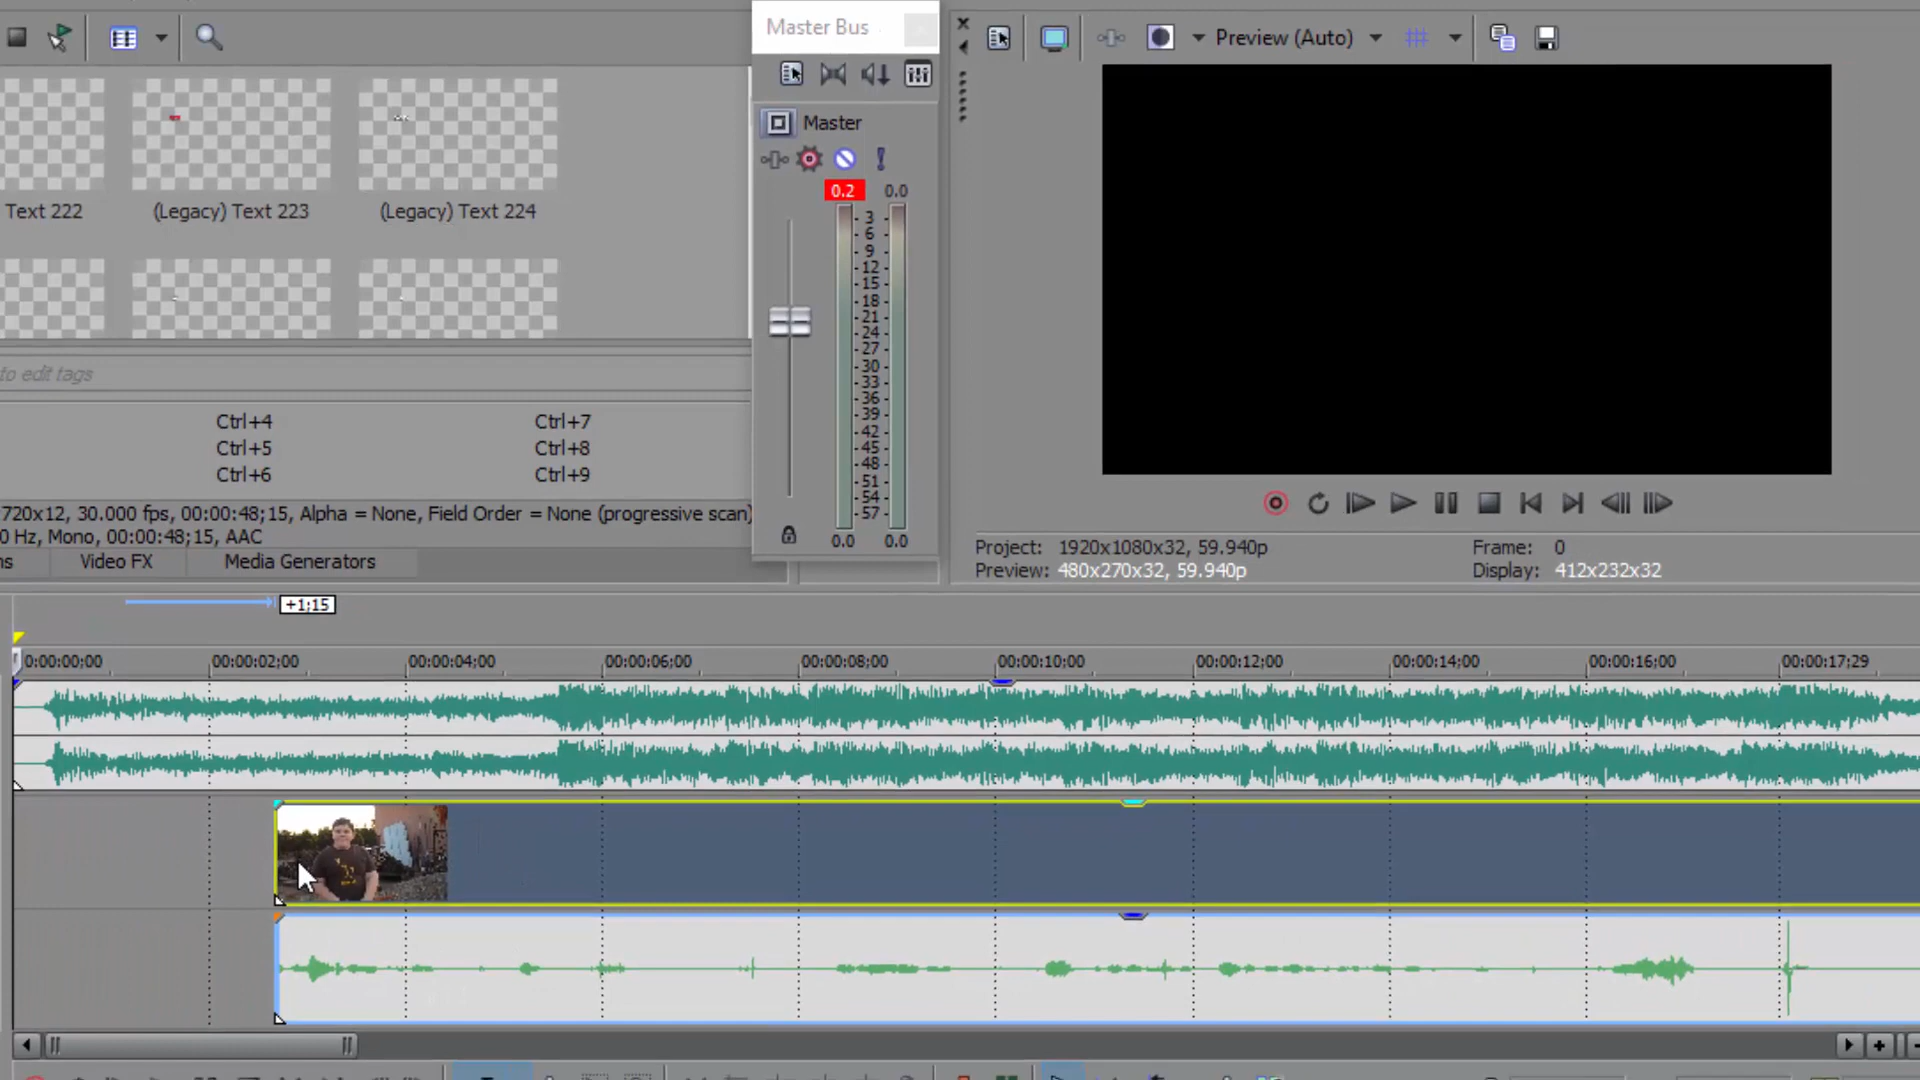 Master Bus
Preview (Auto)
Master
0.2 0.0
Text 222 (Legacy) Text 223 (Legacy) Text 224
- 3 -
- 6 -
- 9 -
-12-
-15-
-18-
-21-
-24-
-27-
-30-
-33-
-36-
-39-
-42-
-45-
-48-
-51-
-54-
-57-
0.0 0.0
to edit tags
Ctrl+4 Ctrl+7
Ctrl+5 Ctrl+8
Ctrl+6 Ctrl+9
720x12, 30.000 fps, 00:00:48;15, Alpha = None, Field Order = None (progressive scan)
0 Hz, Mono, 00:00:48;15, AAC
ns Video FX Media Generators
Project: 1920x1080x32, 59.940p Frame: 0
Preview: 480x270x32, 59.940p Display: 412x232x32
+1;15
0:00:00;00 00:00:02;00 00:00:04;00 00:00:06;00 00:00:08;00 00:00:10;00 00:00:12;00 00:00:14;00 00:00:16;00 00:00:17;29